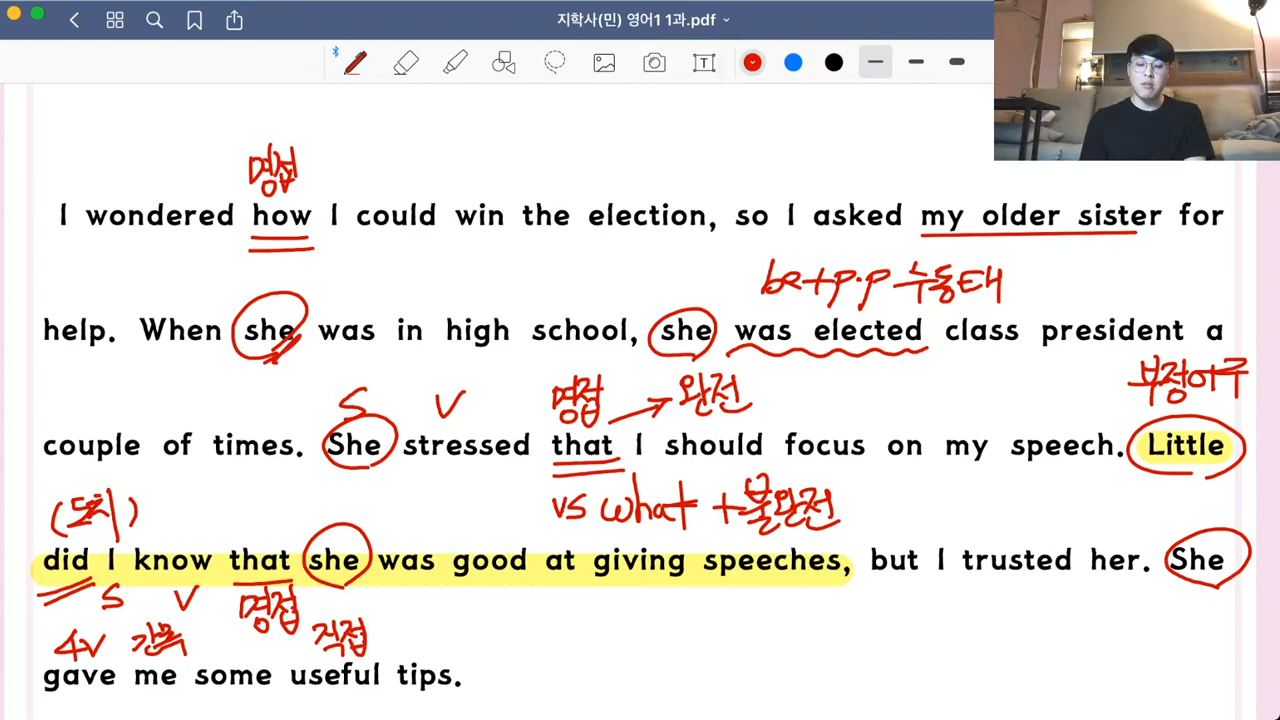 지학사(민) 영어1 1과.pdf
T
명접
I wondered how I could win the election, so I asked my older sister for
be+p.p 수동태
help. When she was in high school, she was elected class president a
부정어구
S V 명접 → 완전
couple of times. She stressed that I should focus on my speech. Little
(도치) vs what +불완전
did I know that she was good at giving speeches, but I trusted her. She
S V 명접
4V 간목 직접
gave me some useful tips.